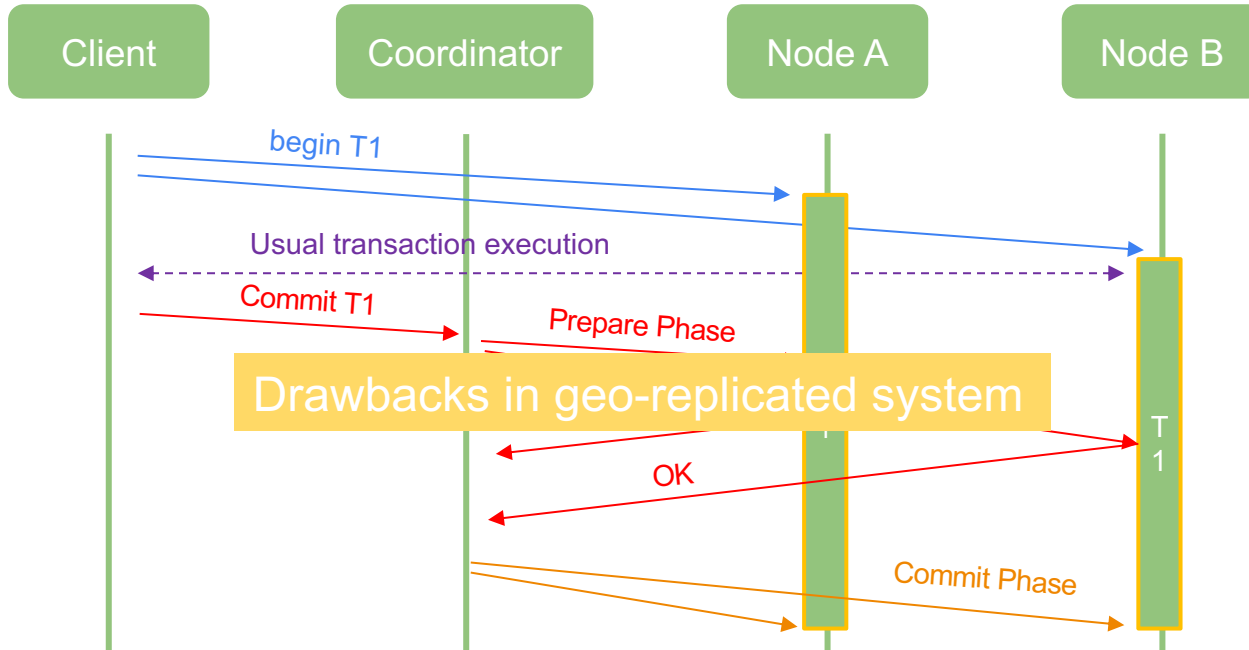 Client
Coordinator
Node A
Node B
begin T1
Usual transaction execution
Commit T1
Prepare Phase
Drawbacks in geo-replicated system
T
1
OK
Commit Phase